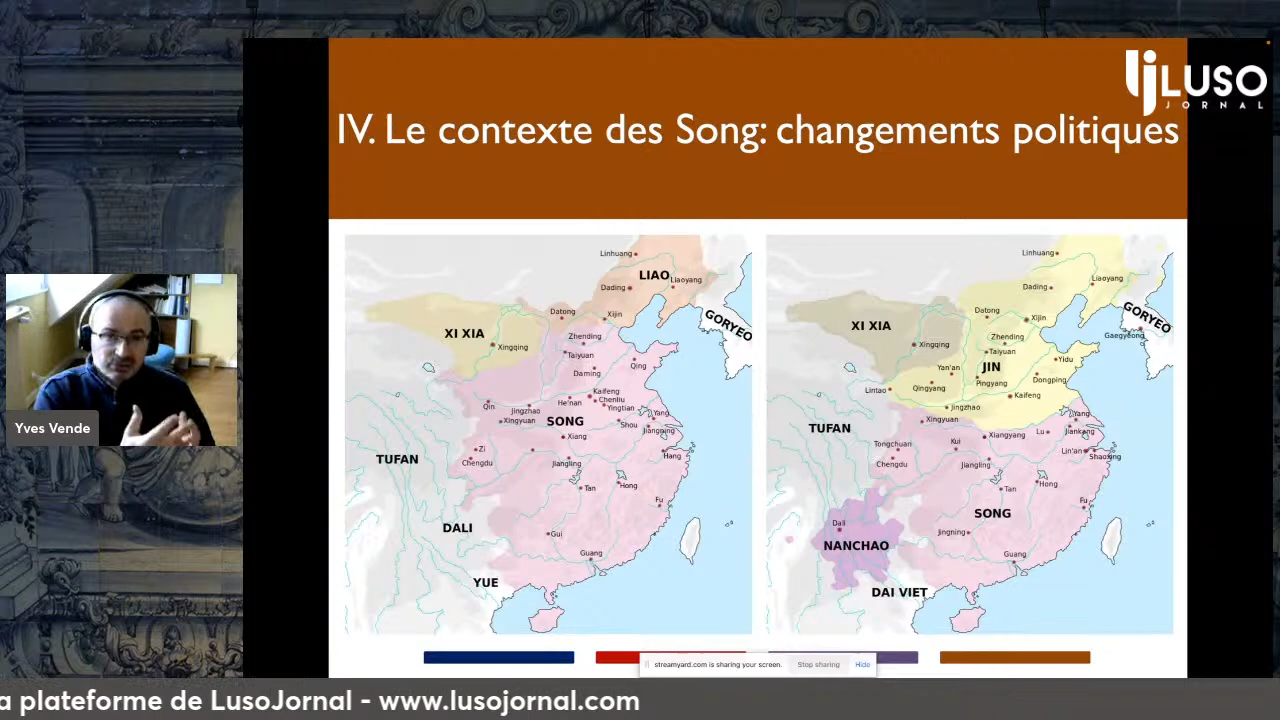 LUSO
JORNAL
IV. Le contexte des Song: changements politiques
Linhuang
LIAO
Liaoyang
Dading
Datong
Xijin
GORYEO
XI XIA
Xingqing
Zhending
Taiyuan
Daming
Qing
Kaifeng
Chenliu
He'nan
Yingtian
Qin
Jingzhao
Xingyuan
SONG
Shou
Yang
Jiangning
Xiang
Zi
Chengdu
Jiangling
Hang
TUFAN
Tan
Hong
Fu
DALI
Gui
Guang
YUE
Linhuang
Liaoyang
Dading
Datong
Xijin
GORYEO
Gaegyeong
XI XIA
Xingqing
Zhending
Taiyuan
Yidu
JIN
Yan'an
Pingyang
Dongping
Lintao
Qingyang
Kaifeng
Jingzhao
Xingyuan
Yang
TUFAN
Tongchuan
Kui
Xiangyang
Lu
Jiankang
Lin'an
Shaoxing
Chengdu
Jiangling
Tan
Hong
Fu
Dali
SONG
Jingning
NANCHAO
Guang
DAI VIET
Yves Vende
streamyard.com is sharing your screen.
Stop sharing
Hide
a plateforme de LusoJornal - www.lusojornal.com